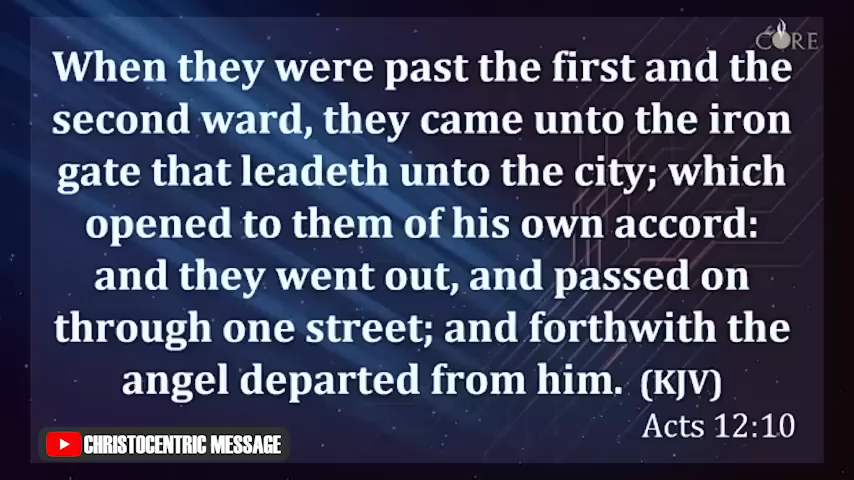 CORE
When they were past the first and the
second ward, they came unto the iron
gate that leadeth unto the city; which
opened to them of his own accord:
and they went out, and passed on
through one street; and forthwith the
angel departed from him. (KJV)
Acts 12:10
CHRISTOCENTRIC MESSAGE